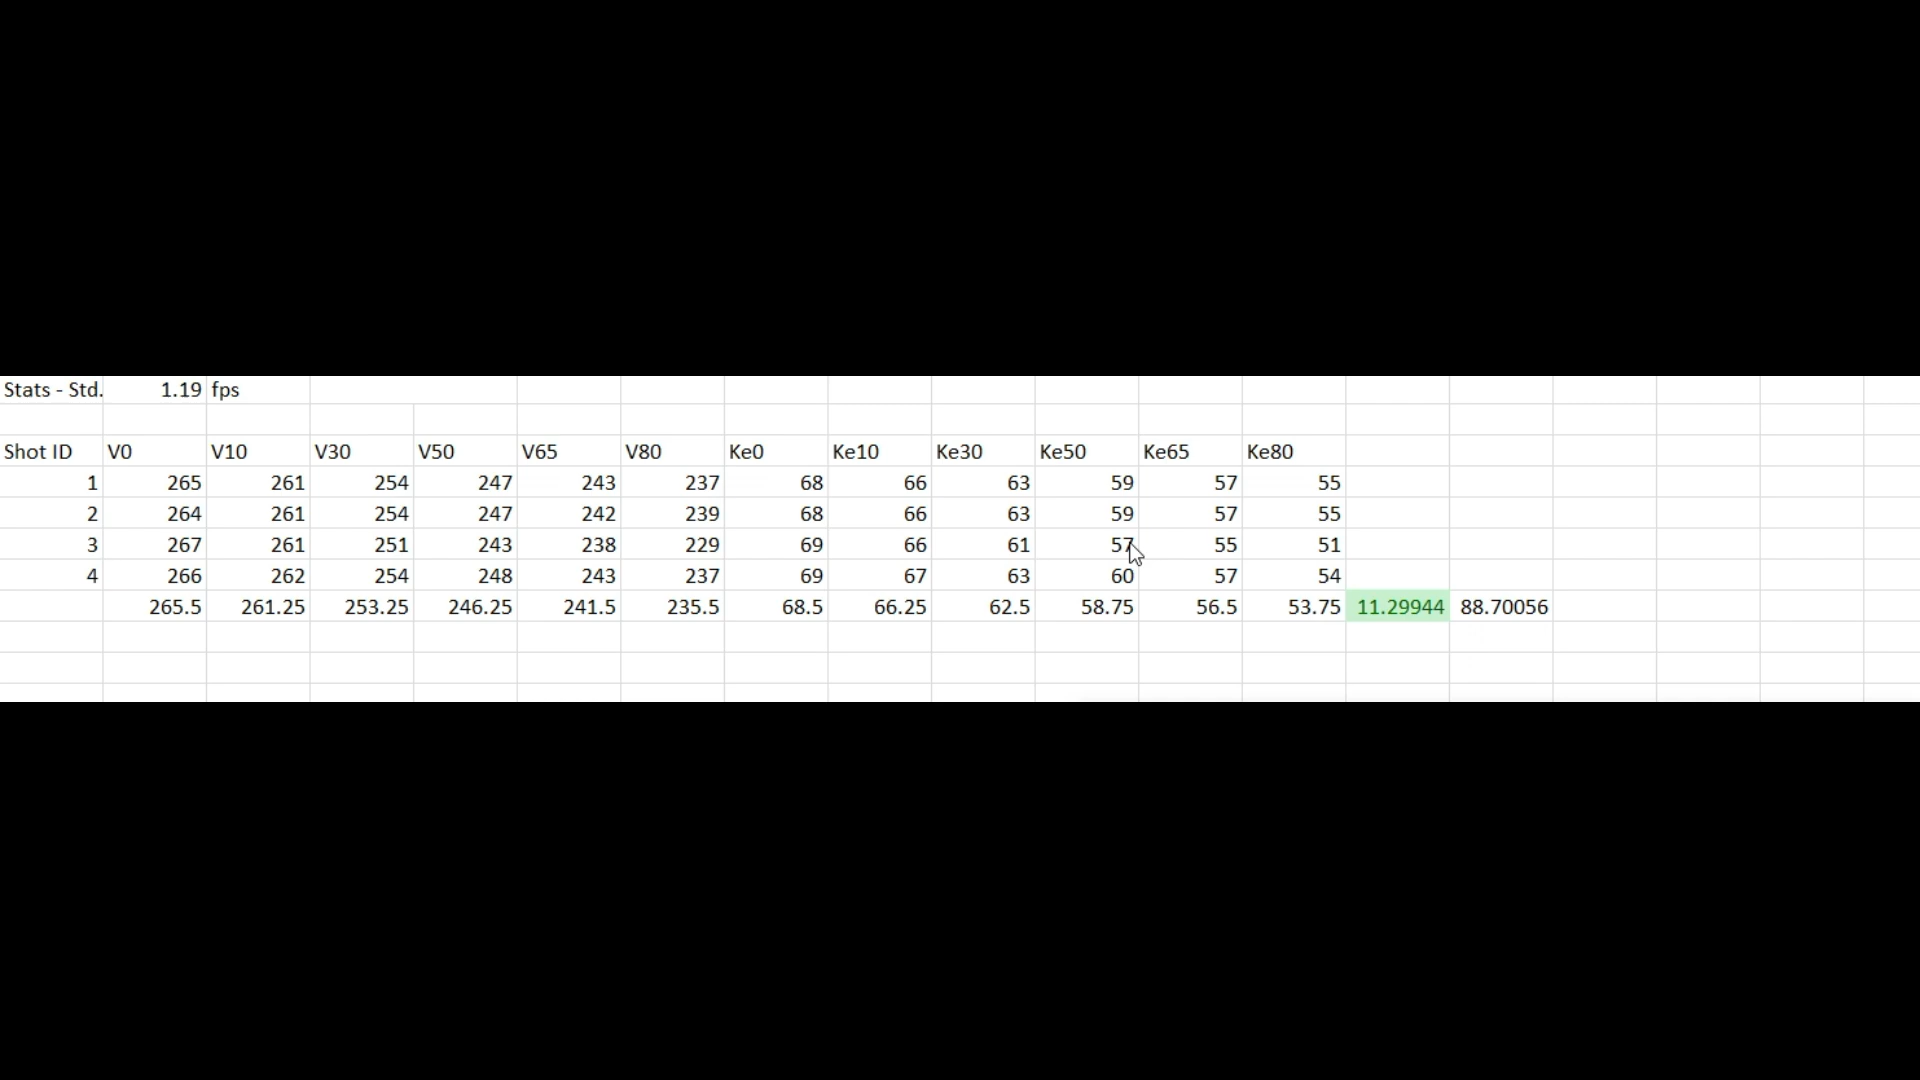 Stats - Std. 1.19 fps
Shot ID V0 V10 V30 V50 V65 V80 Ke0 Ke10 Ke30 Ke50 Ke65 Ke80
1 265 261 254 247 243 237 68 66 63 59 57 55
2 264 261 254 247 242 239 68 66 63 59 57 55
3 267 261 251 243 238 229 69 66 61 57 55 51
4 266 262 254 248 243 237 69 67 63 60 57 54
265.5 261.25 253.25 246.25 241.5 235.5 68.5 66.25 62.5 58.75 56.5 53.75 11.29944 88.70056